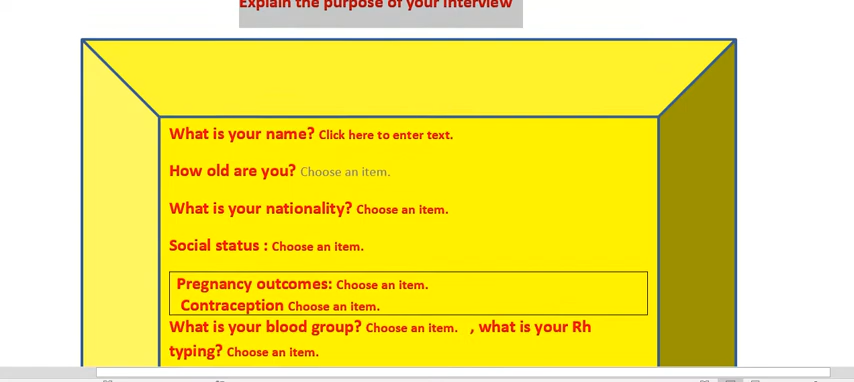 Explain the purpose of your interview
What is your name? Click here to enter text.
How old are you? Choose an item.
What is your nationality? Choose an item.
Social status : Choose an item.
Pregnancy outcomes: Choose an item.
Contraception Choose an item.
What is your blood group? Choose an item. , what is your Rh
typing? Choose an item.